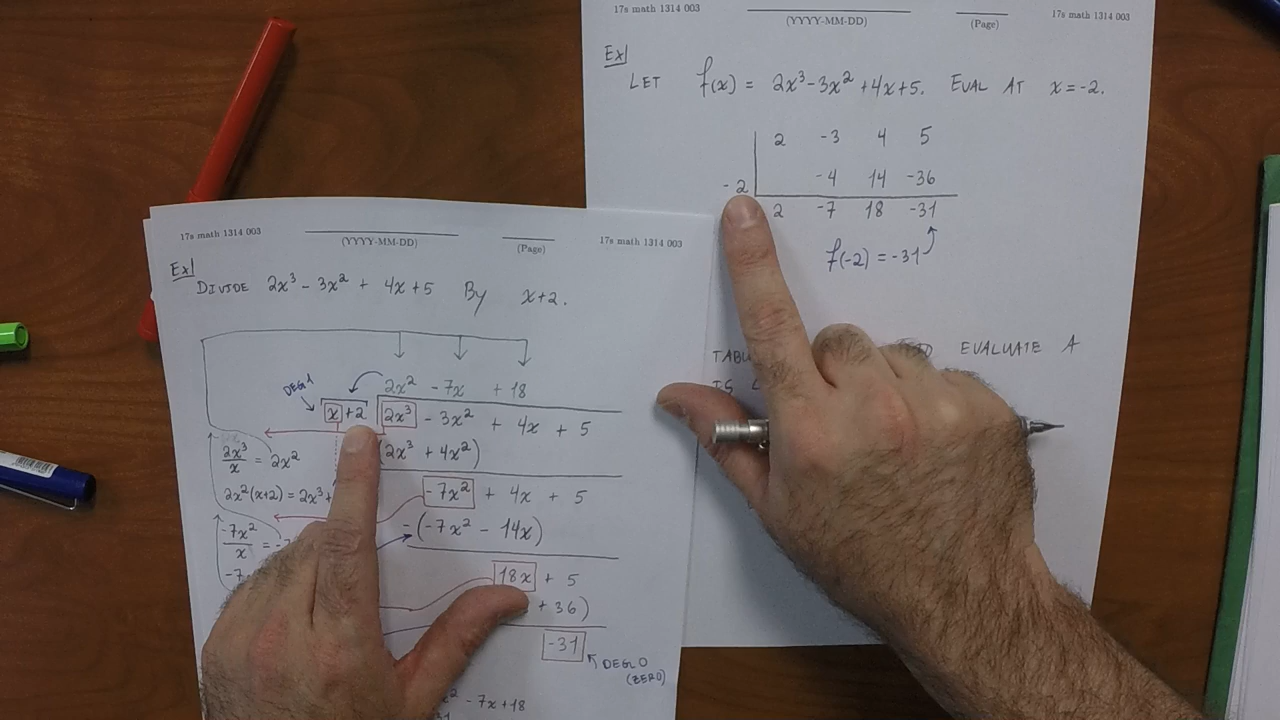 17s math 1314 003 (YYYY-MM-DD) (Page) 17s math 1314 003
Ex1
LET f(x) = 2x³-3x²+4x+5. EVAL AT x=-2.
2 -3 4 5
-4 14 -36
-2
2 -7 18 -31
f(-2) = -31
EVALUATE A
17s math 1314 003 (YYYY-MM-DD) (Page) 17s math 1314 003
Ex1
DIVIDE 2x³ - 3x² + 4x+5 By x+2.
DEG 1
2x² - 7x + 18
x+2 2x³ - 3x² + 4x + 5
(2x³ + 4x²)
2x³/x = 2x²
2x²(x+2) = 2x³+
-7x² + 4x + 5
-(-7x² - 14x)
-7x²/x = -7
-7
18x + 5
+ 36)
-31
DEG 0
(ZERO)
- 7x+18